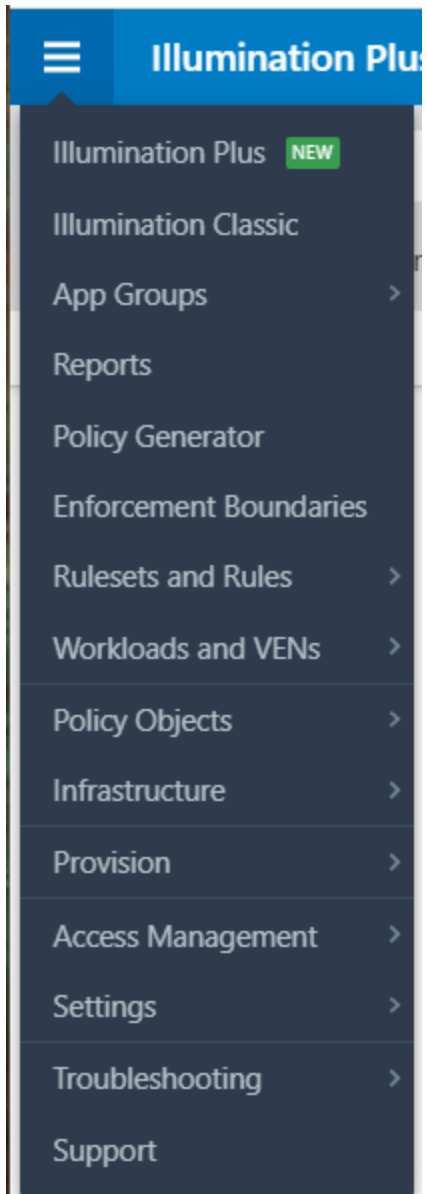 Illumination Plus
Illumination Plus NEW
Illumination Classic
App Groups
Reports
Policy Generator
Enforcement Boundaries
Rulesets and Rules
Workloads and VENs
Policy Objects
Infrastructure
Provision
Access Management
Settings
Troubleshooting
Support